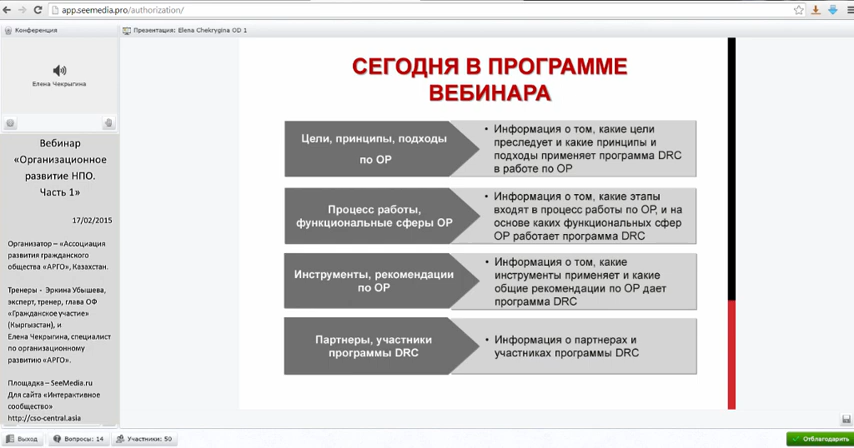 app.seemedia.pro/authorization/
Конференция
Презентация: Elena Chekrygina OD 1
Елена Чекрыгина
Вебинар
«Организационное
развитие НПО.
Часть 1»
17/02/2015
Организатор – «Ассоциация
развития гражданского
общества «АРГО», Казахстан.
Тренеры - Эркина Убышева,
эксперт, тренер, глава ОФ
«Гражданское участие»
(Кыргызстан), и
Елена Чекрыгина, специалист
по организационному
развитию «АРГО».
Площадка – SeeMedia.ru
Для сайта «Интерактивное
сообщество»
http://cso-central.asia
СЕГОДНЯ В ПРОГРАММЕ
ВЕБИНАРА
Цели, принципы, подходы
по ОР
• Информация о том, какие цели
преследует и какие принципы и
подходы применяет программа DRC
в работе по ОР
Процесс работы,
функциональные сферы ОР
• Информация о том, какие этапы
входят в процесс работы по ОР, и на
основе каких функциональных сфер
ОР работает программа DRC
Инструменты, рекомендации
по ОР
• Информация о том, какие
инструменты применяет и какие
общие рекомендации по ОР дает
программа DRC
Партнеры, участники
программы DRC
• Информация о партнерах и
участниках программы DRC
Выход
Вопросы: 14
Участники: 50
Отблагодарить